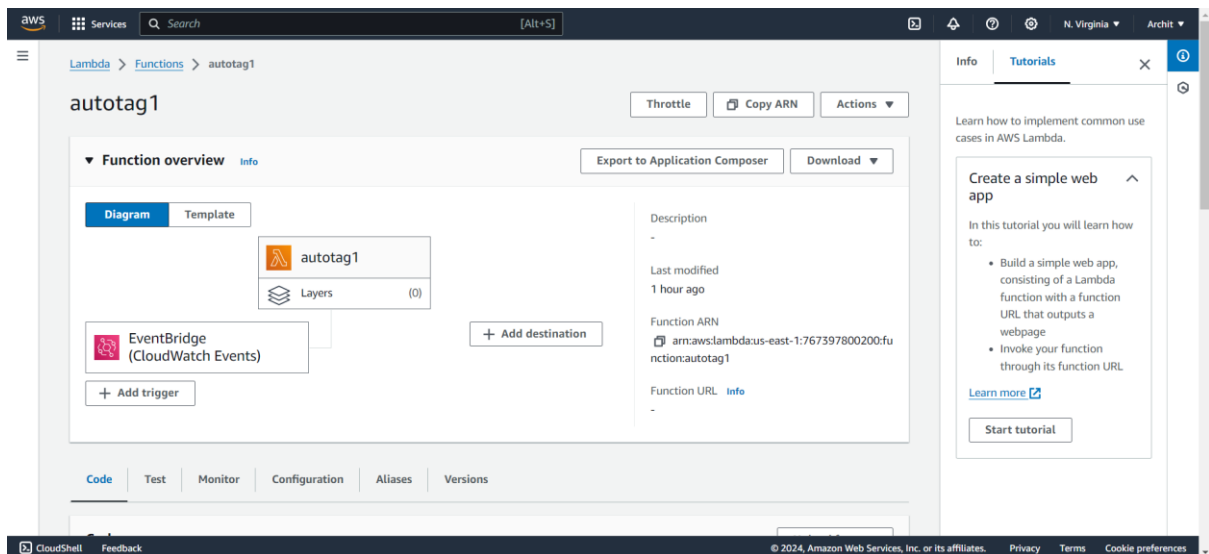 aws
Services
Search
[Alt+S]
N. Virginia
Archit
Lambda > Functions > autotag1
autotag1
Throttle
Copy ARN
Actions
Function overview Info
Export to Application Composer
Download
Diagram
Template
autotag1
Layers (0)
EventBridge
(CloudWatch Events)
+ Add trigger
+ Add destination
Description
-
Last modified
1 hour ago
Function ARN
arn:aws:lambda:us-east-1:767397800200:fu
nction:autotag1
Function URL Info
-
Code
Test
Monitor
Configuration
Aliases
Versions
Info
Tutorials
Learn how to implement common use
cases in AWS Lambda.
Create a simple web
app
In this tutorial you will learn how
to:
• Build a simple web app,
consisting of a Lambda
function with a function
URL that outputs a
webpage
• Invoke your function
through its function URL
Learn more
Start tutorial
CloudShell
Feedback
© 2024, Amazon Web Services, Inc. or its affiliates.
Privacy
Terms
Cookie preferences